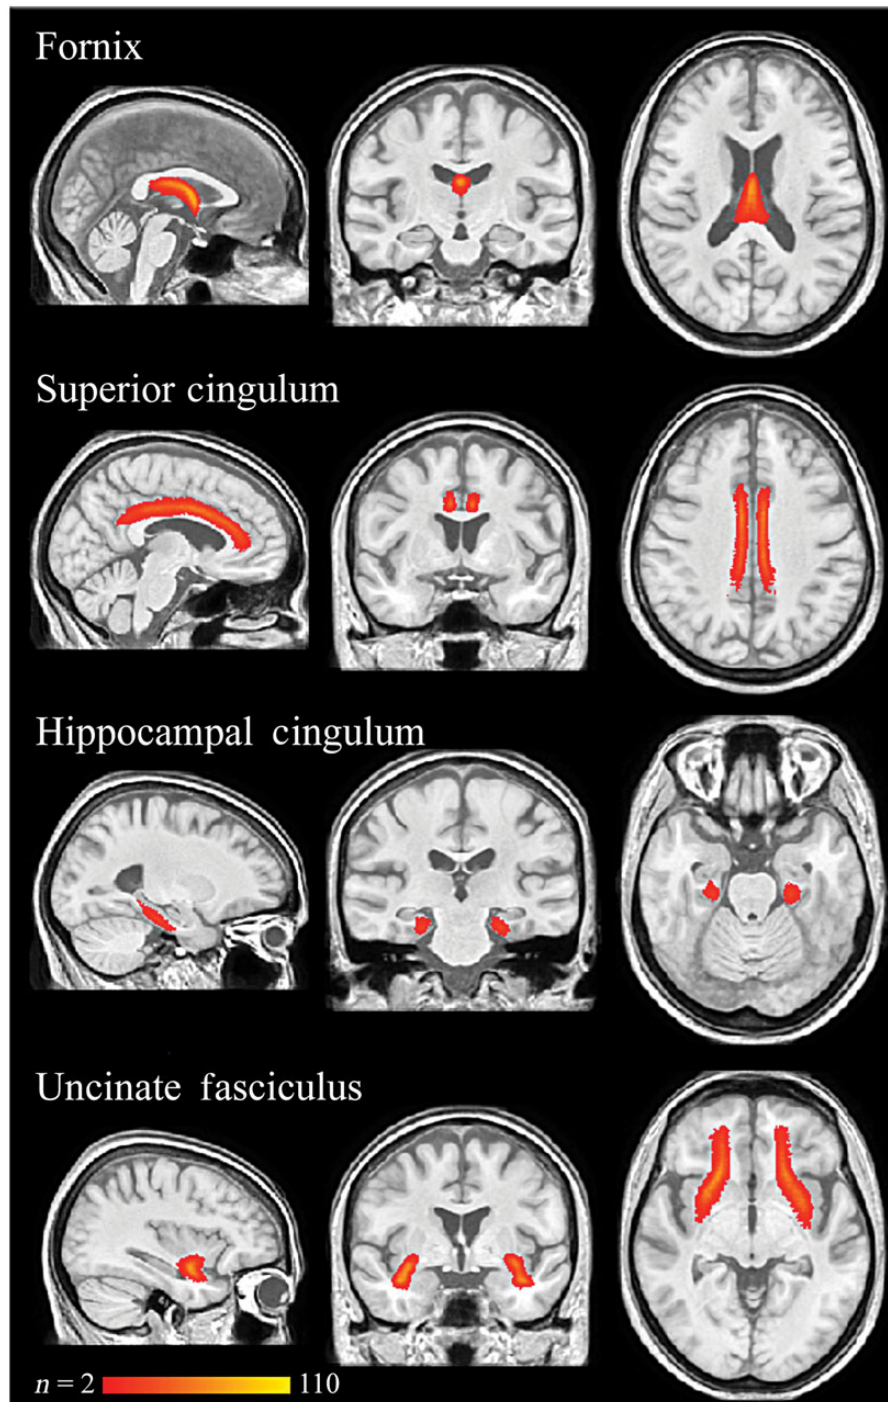 Fornix
Superior cingulum
Hippocampal cingulum
Uncinate fasciculus
n = 2 110